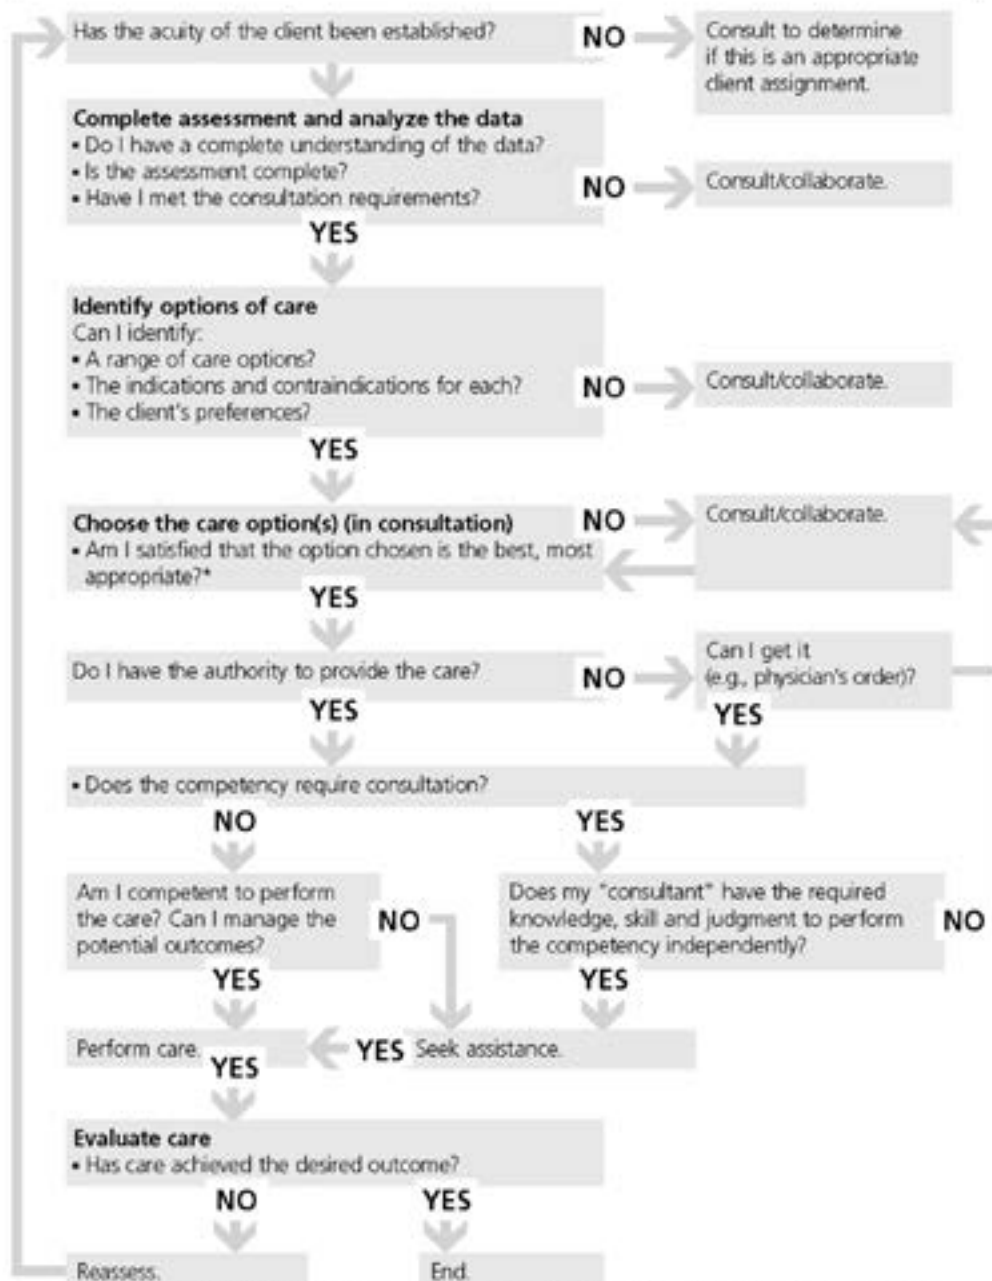 Has the acuity of the client been established?
NO
Consult to determine
if this is an appropriate
client assignment.
Complete assessment and analyze the data
▪ Do I have a complete understanding of the data?
▪ Is the assessment complete?
▪ Have I met the consultation requirements?
NO
Consult/collaborate.
YES
Identify options of care
Can I identify:
▪ A range of care options?
▪ The indications and contraindications for each?
▪ The client's preferences?
NO
Consult/collaborate.
YES
Choose the care option(s) (in consultation)
▪ Am I satisfied that the option chosen is the best, most
appropriate?*
NO
Consult/collaborate.
YES
Do I have the authority to provide the care?
NO
Can I get it
(e.g., physician's order)?
YES
YES
▪ Does the competency require consultation?
NO
YES
Am I competent to perform
the care? Can I manage the
potential outcomes?
NO
Does my "consultant" have the required
knowledge, skill and judgment to perform
the competency independently?
NO
YES
YES
Perform care.
YES
Seek assistance.
YES
Evaluate care
▪ Has care achieved the desired outcome?
NO
YES
Reassess.
End.